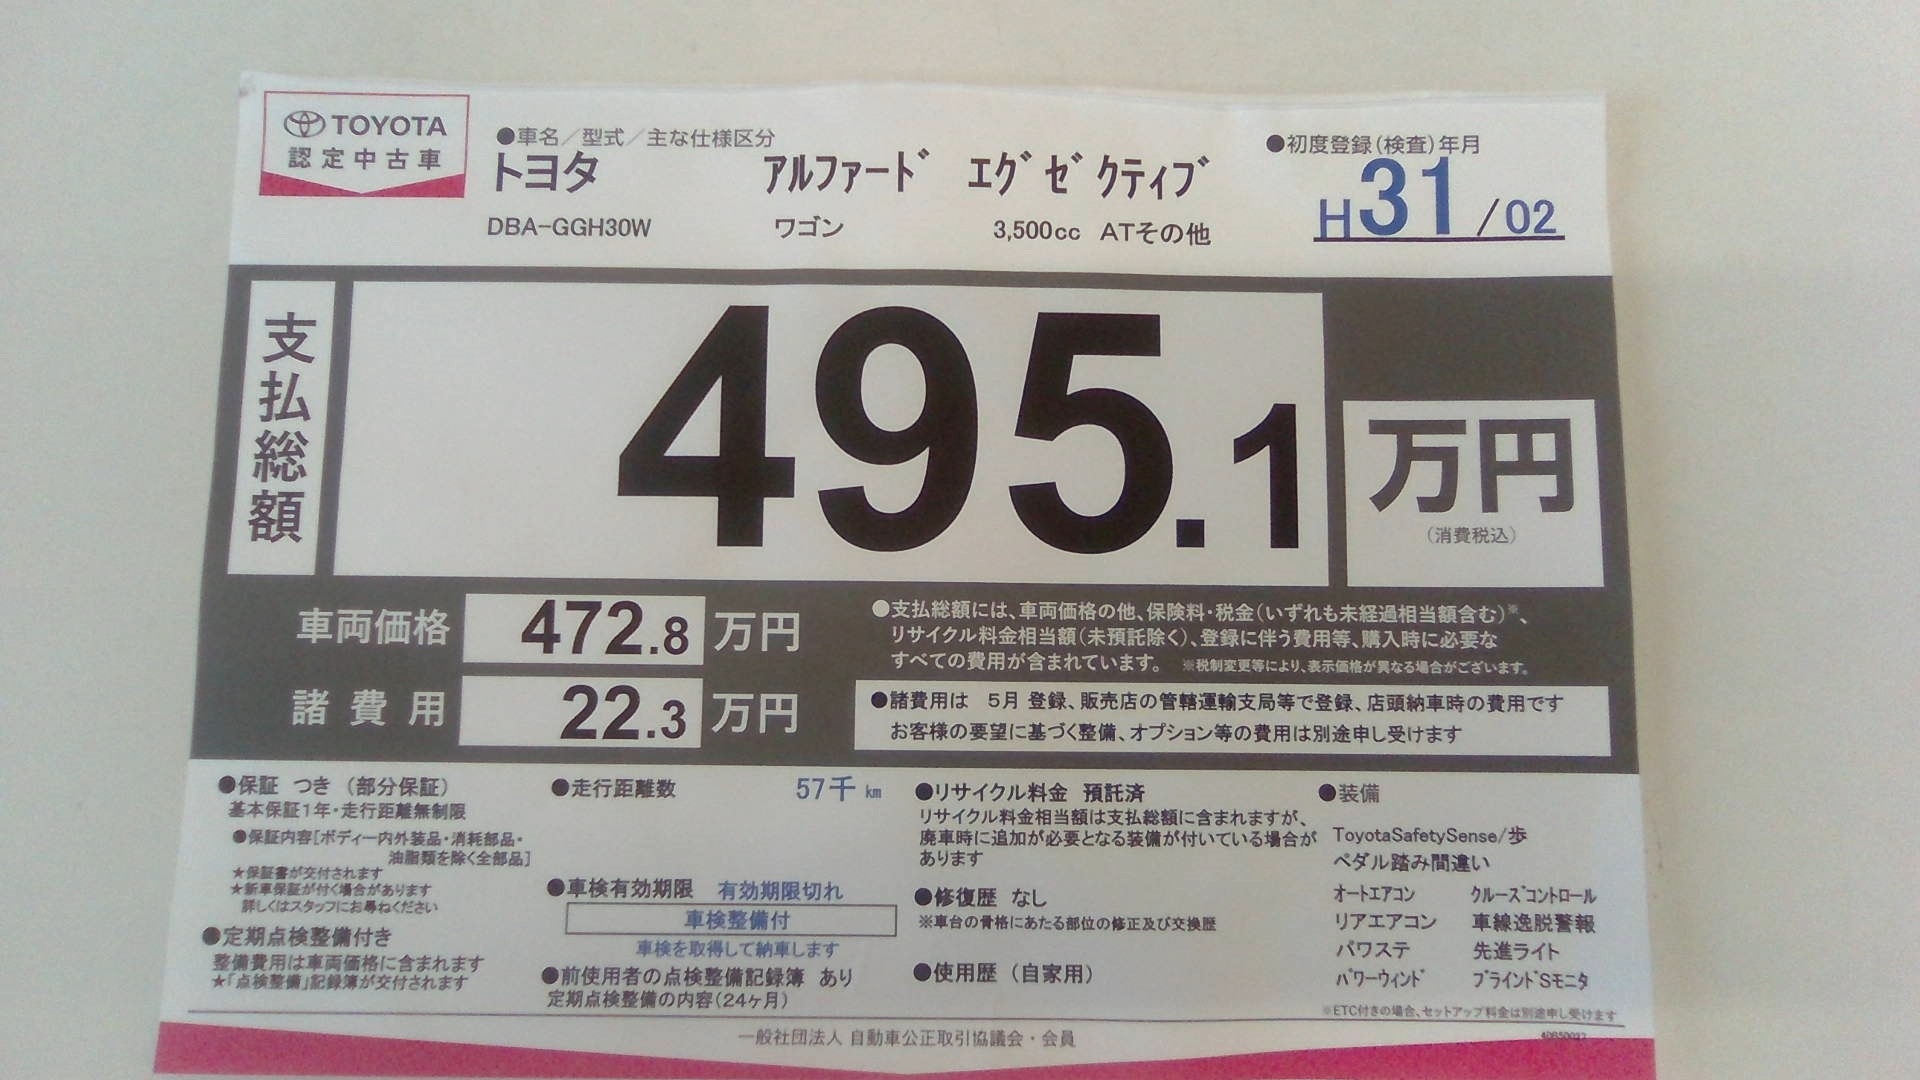 TOYOTA
認定中古車
●車名／型式／主な仕様区分
トヨタ ｱﾙﾌｧｰﾄﾞ ｴｸﾞｾﾞｸﾃｨﾌﾞ
DBA-GGH30W ワゴン 3,500cc ATその他
●初度登録(検査)年月
H31/02
支払総額
495.1
万円
(消費税込)
車両価格 472.8 万円
諸費用 22.3 万円
●支払総額には、車両価格の他、保険料・税金(いずれも未経過相当額含む)※、
リサイクル料金相当額(未預託除く)、登録に伴う費用等、購入時に必要な
すべての費用が含まれています。 ※税制変更等により、表示価格が異なる場合がございます。
●諸費用は 5月 登録、販売店の管轄運輸支局等で登録、店頭納車時の費用です
お客様の要望に基づく整備、オプション等の費用は別途申し受けます
●保証 つき (部分保証)
基本保証1年・走行距離無制限
●保証内容[ボディー内外装品・消耗部品・
油脂類を除く全部品]
★保証書が交付されます
★新車保証が付く場合があります
詳しくはスタッフにお尋ねください
●定期点検整備付き
整備費用は車両価格に含まれます
★「点検整備」記録簿が交付されます
●走行距離数 57千km
●車検有効期限 有効期限切れ
車検整備付
車検を取得して納車します
●前使用者の点検整備記録簿 あり
定期点検整備の内容(24ヶ月)
●リサイクル料金 預託済
リサイクル料金相当額は支払総額に含まれますが、
廃車時に追加が必要となる装備が付いている場合が
あります
●修復歴 なし
※車台の骨格にあたる部位の修正及び交換歴
●使用歴 (自家用)
●装備
ToyotaSafetySense/歩
ペダル踏み間違い
ｵｰﾄｴｱｺﾝ ｸﾙｰｽﾞｺﾝﾄﾛｰﾙ
リアエアコン 車線逸脱警報
パワステ 先進ライト
ﾊﾟﾜｰｳｨﾝﾄﾞ ﾌﾞﾗｲﾝﾄﾞSﾓﾆﾀ
※ETC付きの場合、セットアップ料金は別途申し受けます
一般社団法人 自動車公正取引協議会・会員